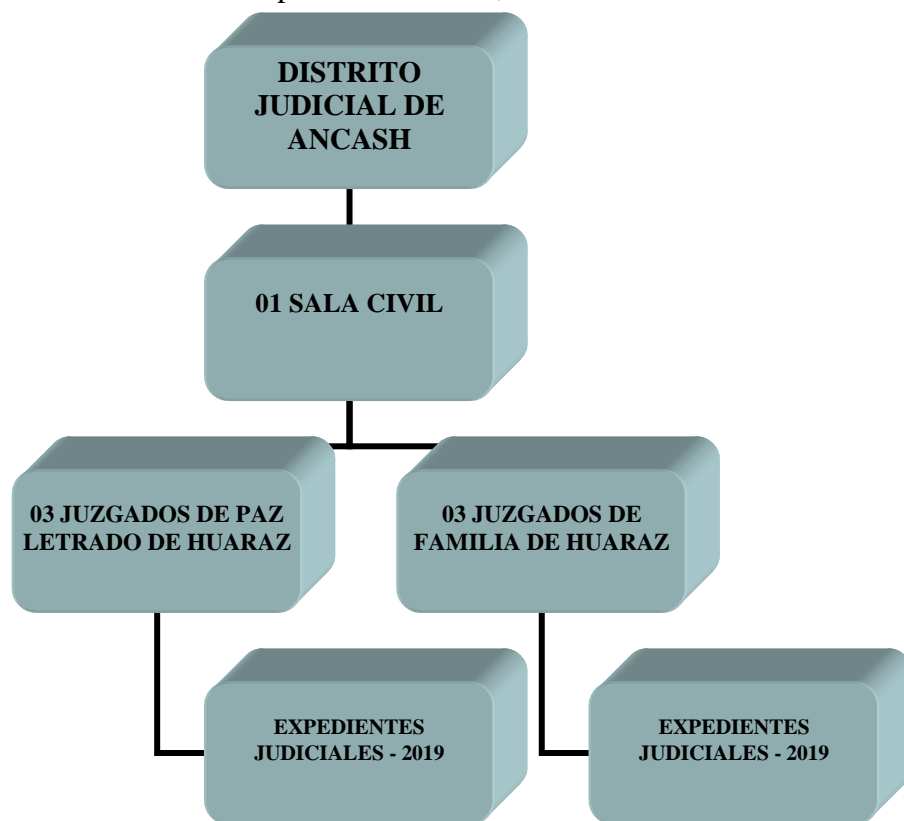 DISTRITO
JUDICIAL DE
ANCASH
01 SALA CIVIL
03 JUZGADOS DE PAZ
LETRADO DE HUARAZ
03 JUZGADOS DE
FAMILIA DE HUARAZ
EXPEDIENTES
JUDICIALES - 2019
EXPEDIENTES
JUDICIALES - 2019